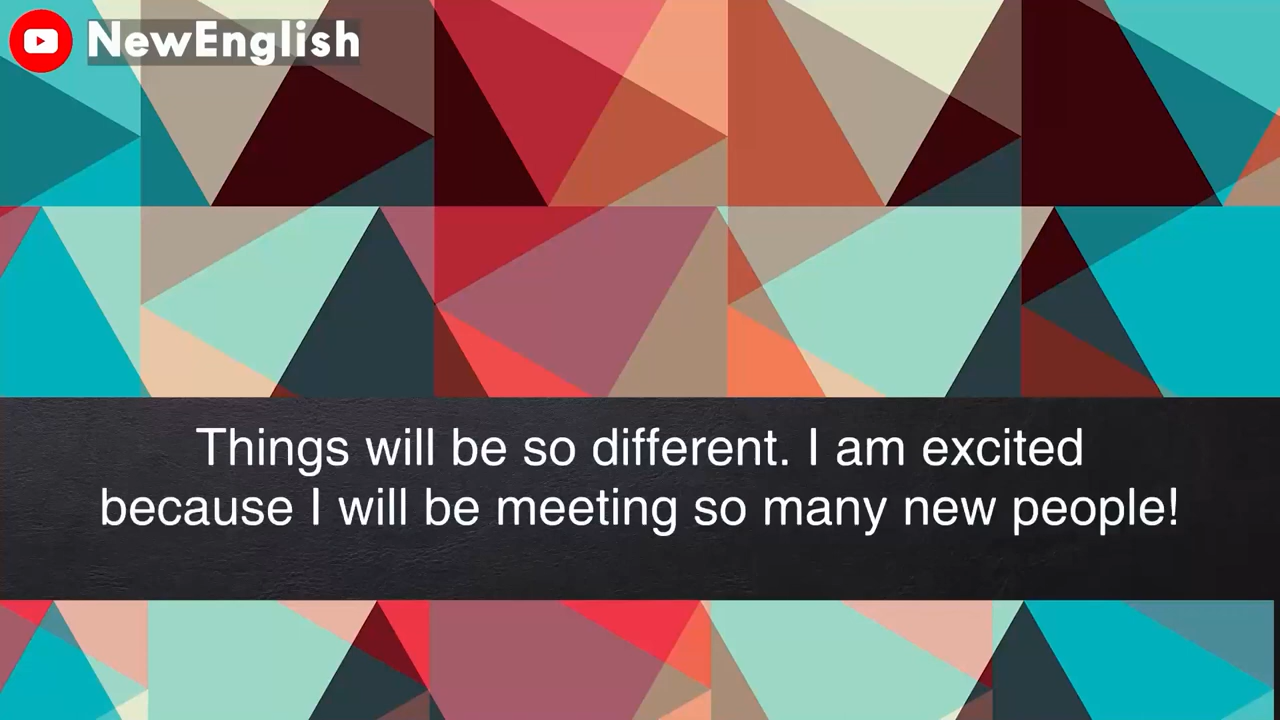 NewEnglish
Things will be so different. I am excited
because I will be meeting so many new people!